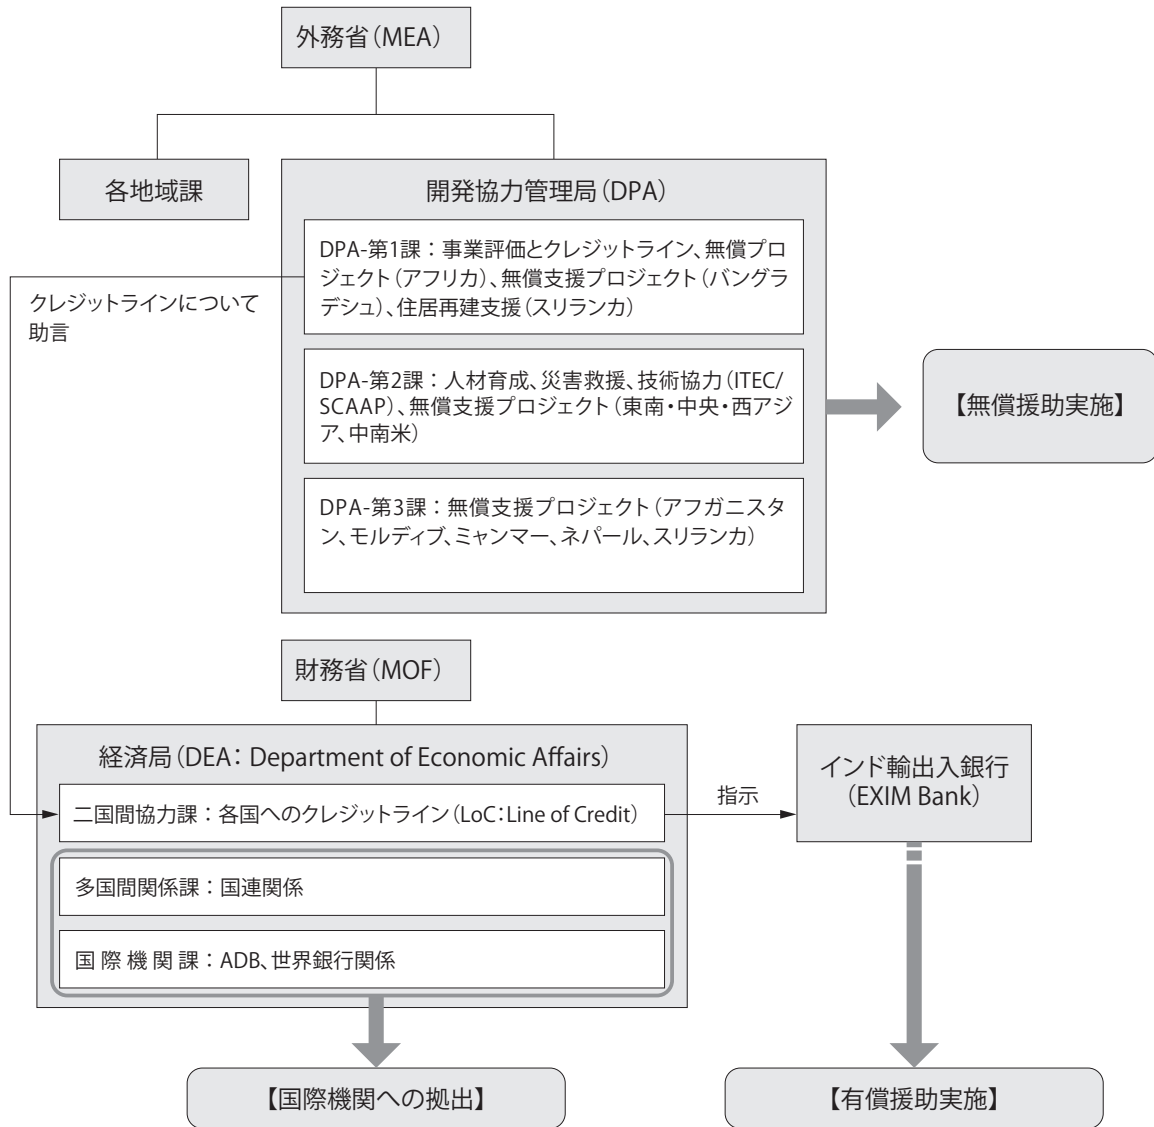 外務省(MEA)
各地域課
開発協力管理局(DPA)
DPA-第1課：事業評価とクレジットライン、無償プロ
ジェクト(アフリカ)、無償支援プロジェクト(バングラ
デシュ)、住居再建支援(スリランカ)
クレジットラインについて
助言
DPA-第2課：人材育成、災害救援、技術協力(ITEC/
SCAAP)、無償支援プロジェクト(東南・中央・西アジ
ア、中南米)
【無償援助実施】
DPA-第3課：無償支援プロジェクト(アフガニスタ
ン、モルディブ、ミャンマー、ネパール、スリランカ)
財務省(MOF)
経済局(DEA：Department of Economic Affairs)
二国間協力課：各国へのクレジットライン(LoC：Line of Credit)
指示
インド輸出入銀行
(EXIM Bank)
多国間関係課：国連関係
国際機関課：ADB、世界銀行関係
【国際機関への拠出】
【有償援助実施】